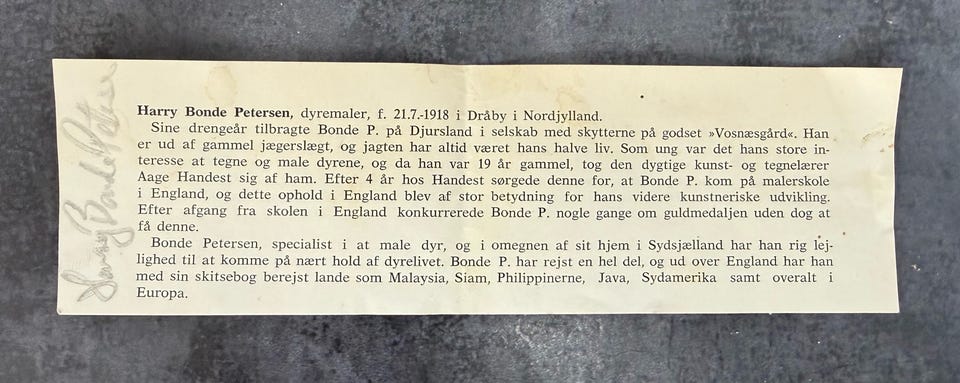 Harry Bonde Petersen, dyremaler, f. 21.7.-1918 i Dråby i Nordjylland.
Sine drengeår tilbragte Bonde P. på Djursland i selskab med skytterne på godset »Vosnæsgård«. Han
er ud af gammel jægerslægt, og jagten har altid været hans halve liv. Som ung var det hans store in-
teresse at tegne og male dyrene, og da han var 19 år gammel, tog den dygtige kunst- og tegnelærer
Aage Handest sig af ham. Efter 4 år hos Handest sørgede denne for, at Bonde P. kom på malerskole
i England, og dette ophold i England blev af stor betydning for hans videre kunstneriske udvikling.
Efter afgang fra skolen i England konkurrerede Bonde P. nogle gange om guldmedaljen uden dog at
få denne.
Bonde Petersen, specialist i at male dyr, og i omegnen af sit hjem i Sydsjælland har han rig lej-
lighed til at komme på nært hold af dyrelivet. Bonde P. har rejst en hel del, og ud over England har han
med sin skitsebog berejst lande som Malaysia, Siam, Philippinerne, Java, Sydamerika samt overalt i
Europa.
Harry Bonde Petersen